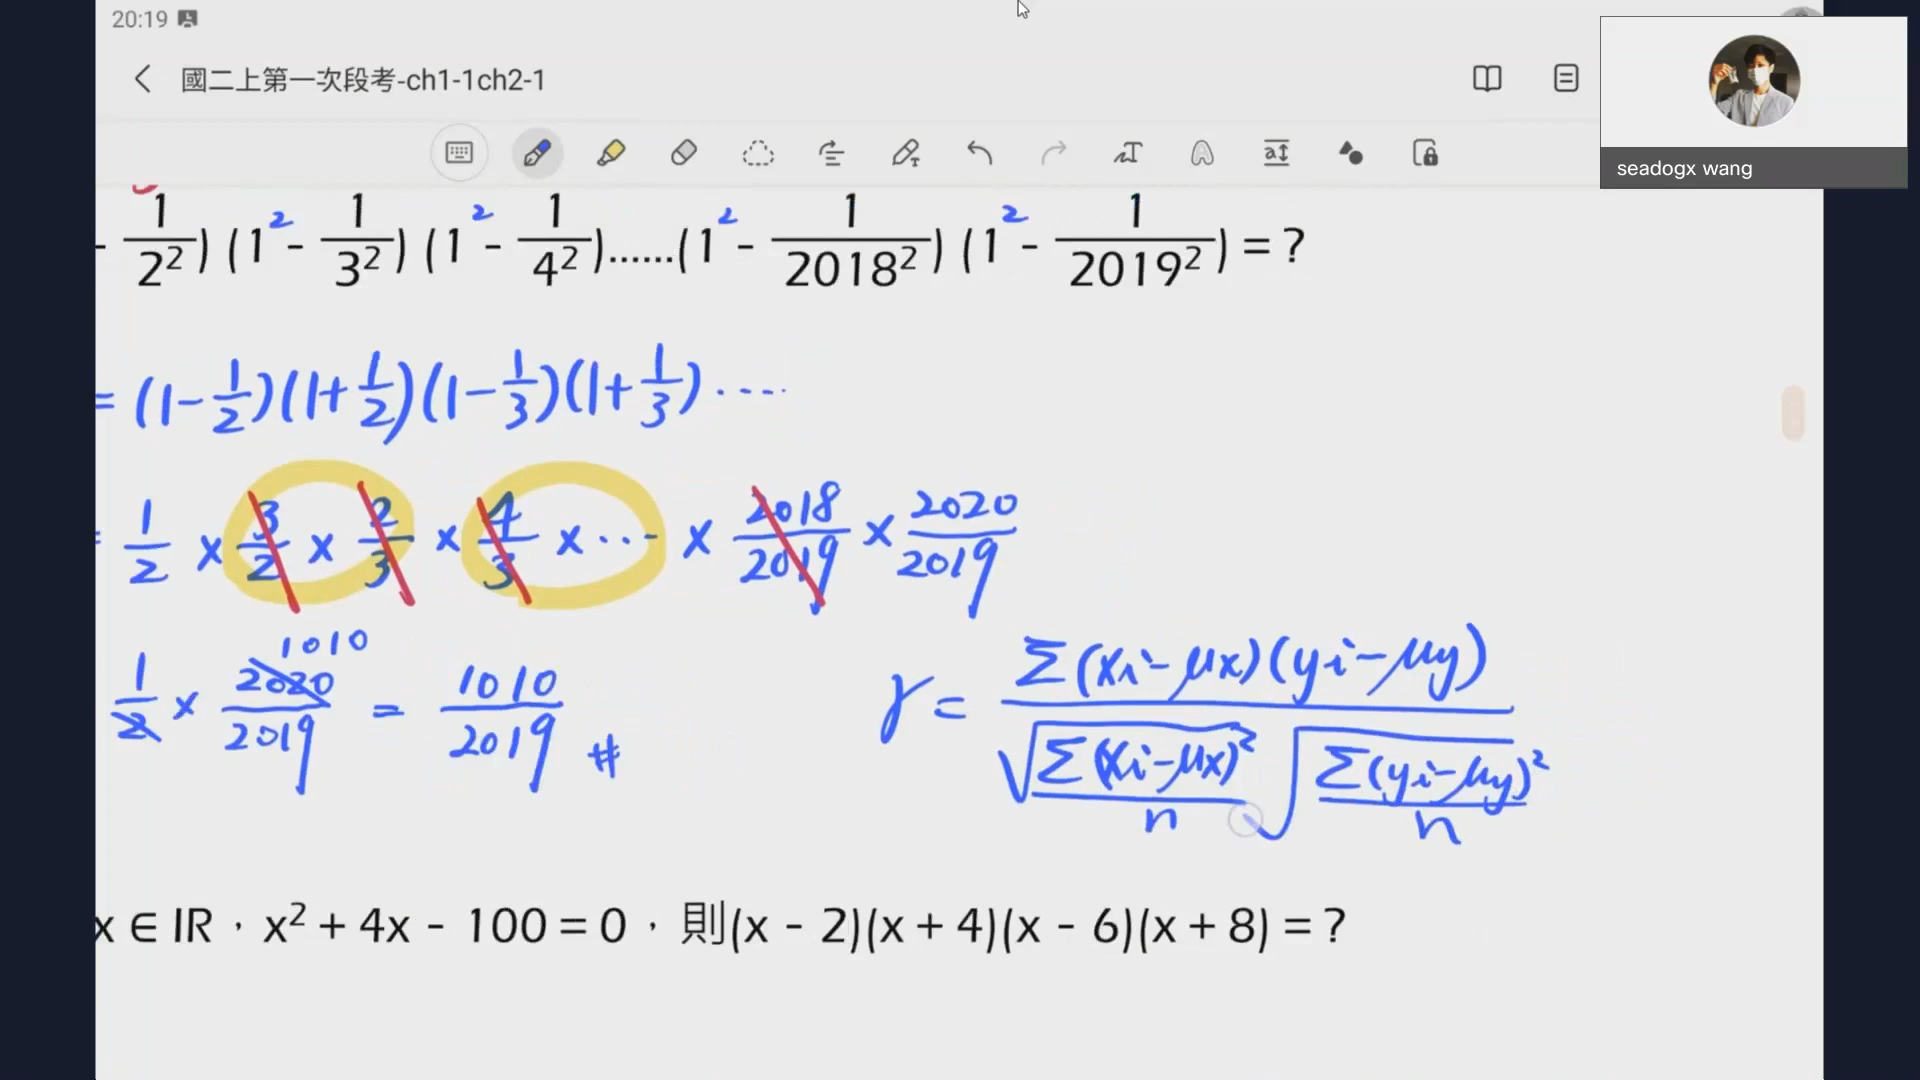 20:19
國二上第一次段考-ch1-1ch2-1
seadogx wang
- 1/2²) (1² - 1/3²) (1² - 1/4²)......(1² - 1/2018²) (1² - 1/2019²) = ?
= (1-1/2)(1+1/2)(1-1/3)(1+1/3)·····
= 1/2 × 3/2 × 2/3 × 4/3 × ··· × 2018/2019 × 2020/2019
1010
1/2 × 2020/2019 = 1010/2019 #
r = Σ(xi-μx)(yi-μy) / √(Σ(xi-μx)²/n) √(Σ(yi-μy)²/n)
x ∈ IR,x² + 4x - 100 = 0,則(x - 2)(x + 4)(x - 6)(x + 8) = ?